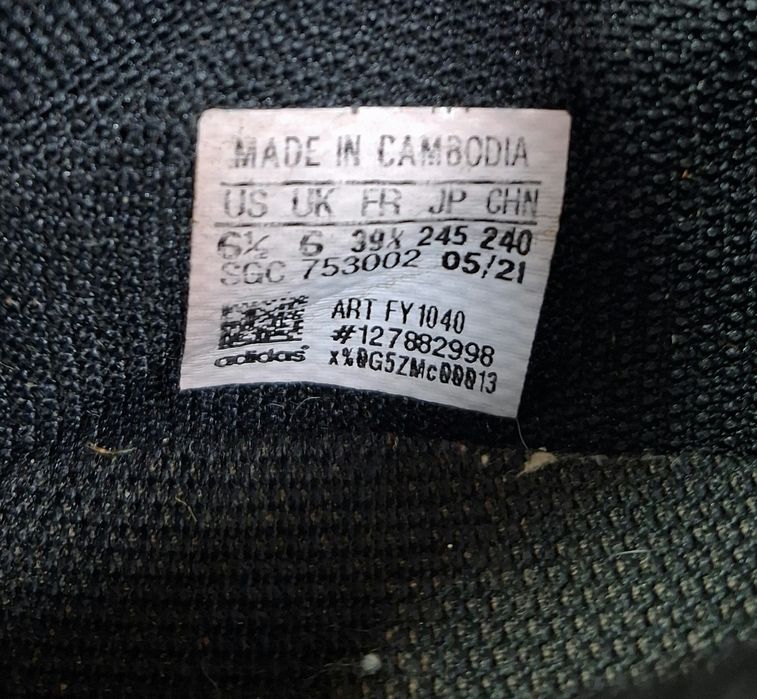 MADE IN CAMBODIA
US UK FR JP CHN
6½ 6 39⅓ 245 240
SGC 753002 05/21
ART FY1040
#127882998
adidas
x%0G5ZMc00013